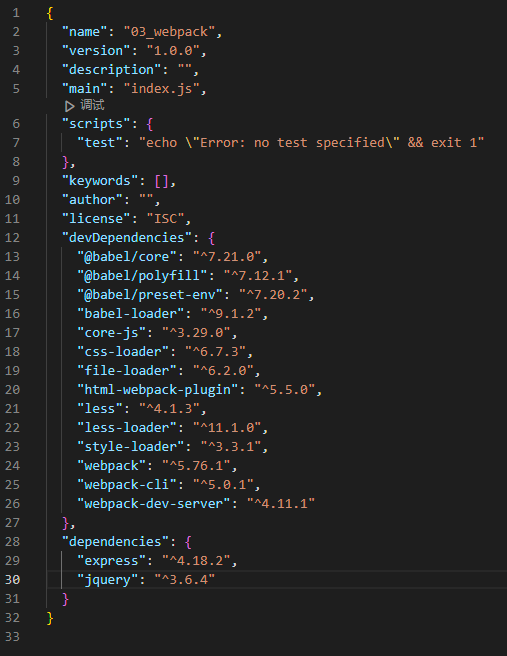 1 {
2 "name": "03_webpack",
3 "version": "1.0.0",
4 "description": "",
5 "main": "index.js",
调试
6 "scripts": {
7 "test": "echo \"Error: no test specified\" && exit 1"
8 },
9 "keywords": [],
10 "author": "",
11 "license": "ISC",
12 "devDependencies": {
13 "@babel/core": "^7.21.0",
14 "@babel/polyfill": "^7.12.1",
15 "@babel/preset-env": "^7.20.2",
16 "babel-loader": "^9.1.2",
17 "core-js": "^3.29.0",
18 "css-loader": "^6.7.3",
19 "file-loader": "^6.2.0",
20 "html-webpack-plugin": "^5.5.0",
21 "less": "^4.1.3",
22 "less-loader": "^11.1.0",
23 "style-loader": "^3.3.1",
24 "webpack": "^5.76.1",
25 "webpack-cli": "^5.0.1",
26 "webpack-dev-server": "^4.11.1"
27 },
28 "dependencies": {
29 "express": "^4.18.2",
30 "jquery": "^3.6.4"
31 }
32 }
33